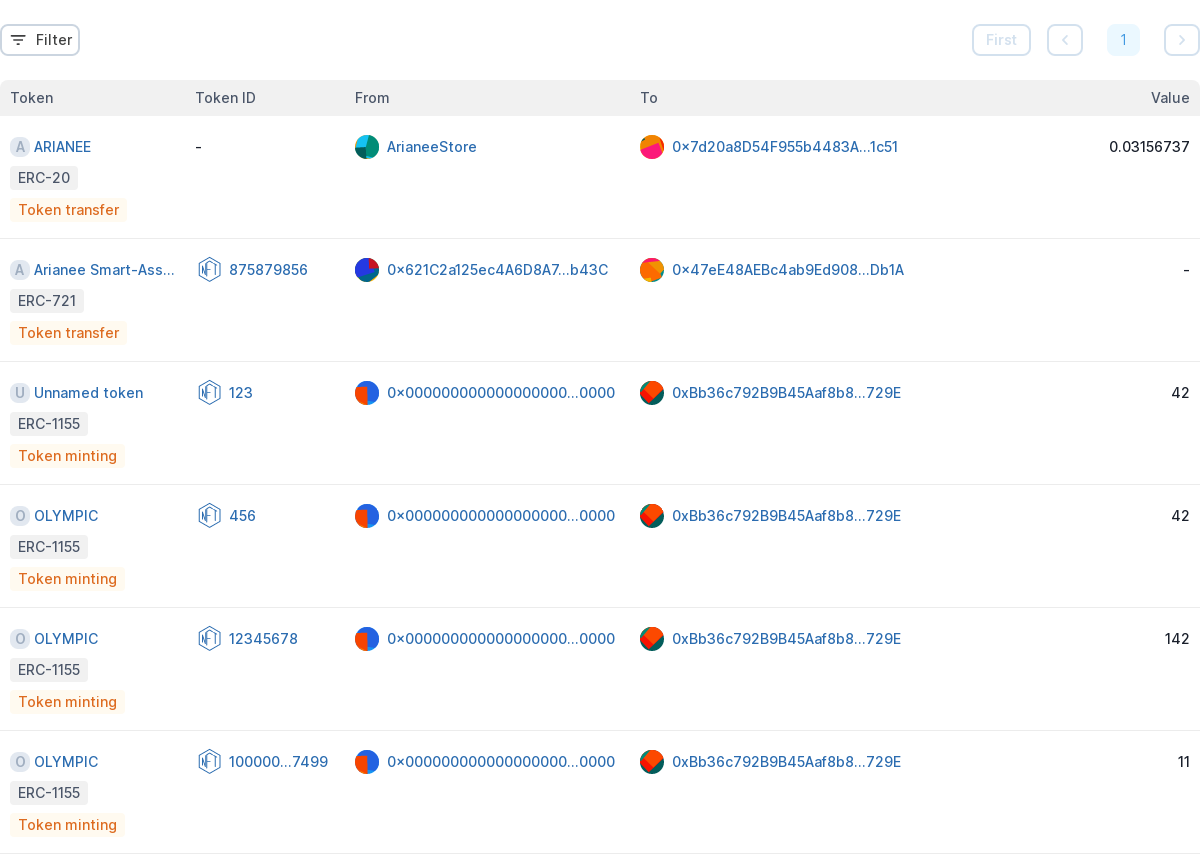 Filter
First
1
Token Token ID From To Value
A ARIANEE - ArianeeStore 0x7d20a8D54F955b4483A...1c51 0.03156737
ERC-20
Token transfer
A Arianee Smart-Ass... NFT 875879856 0x621C2a125ec4A6D8A7...b43C 0x47eE48AEBc4ab9Ed908...Db1A -
ERC-721
Token transfer
U Unnamed token NFT 123 0x000000000000000000...0000 0xBb36c792B9B45Aaf8b8...729E 42
ERC-1155
Token minting
O OLYMPIC NFT 456 0x000000000000000000...0000 0xBb36c792B9B45Aaf8b8...729E 42
ERC-1155
Token minting
O OLYMPIC NFT 12345678 0x000000000000000000...0000 0xBb36c792B9B45Aaf8b8...729E 142
ERC-1155
Token minting
O OLYMPIC NFT 100000...7499 0x000000000000000000...0000 0xBb36c792B9B45Aaf8b8...729E 11
ERC-1155
Token minting